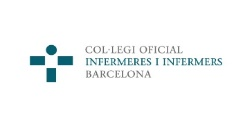 COL·LEGI OFICIAL
INFERMERES I INFERMERS
BARCELONA